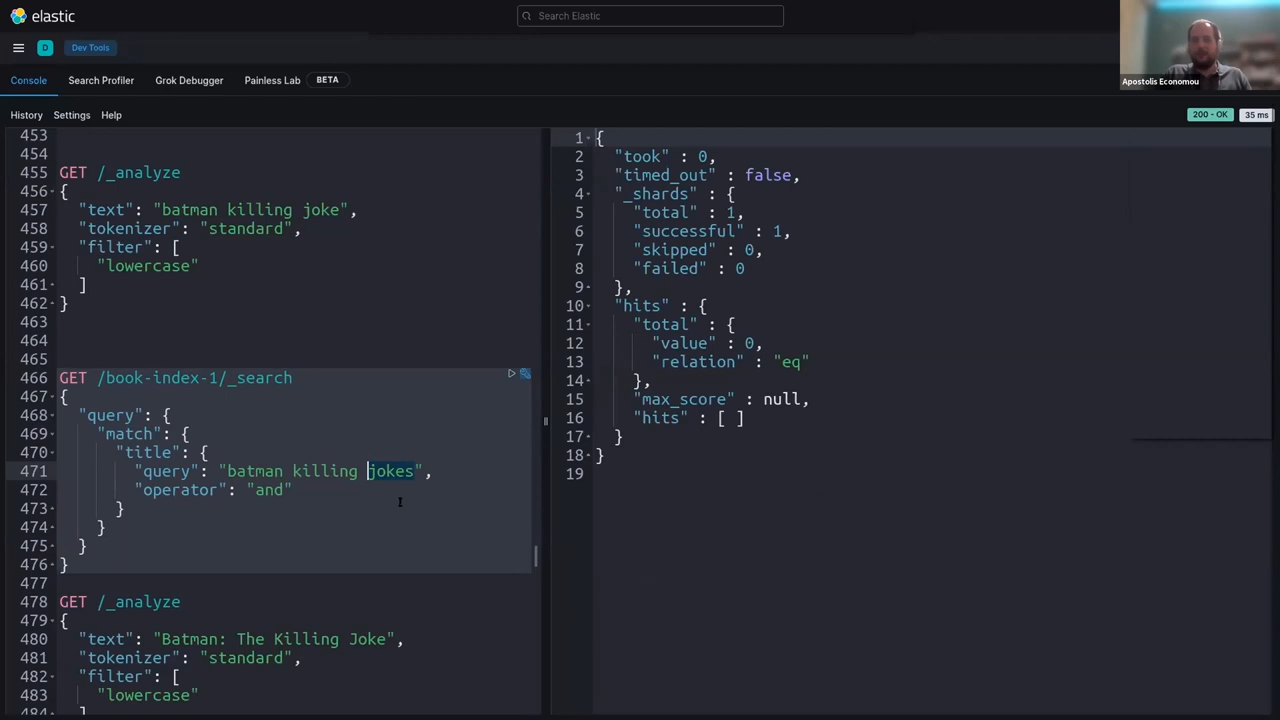 elastic
Search Elastic
D
Dev Tools
Apostolis Economou
Console
Search Profiler
Grok Debugger
Painless Lab
BETA
History
Settings
Help
200 - OK
35 ms
453
454
455 GET /_analyze
456 {
457 "text": "batman killing joke",
458 "tokenizer": "standard",
459 "filter": [
460 "lowercase"
461 ]
462 }
463
464
465
466 GET /book-index-1/_search
467 {
468 "query": {
469 "match": {
470 "title": {
471 "query": "batman killing jokes",
472 "operator": "and"
473 }
474 }
475 }
476 }
477
478 GET /_analyze
479 {
480 "text": "Batman: The Killing Joke",
481 "tokenizer": "standard",
482 "filter": [
483 "lowercase"
484 ]
1 {
2 "took" : 0,
3 "timed_out" : false,
4 "_shards" : {
5 "total" : 1,
6 "successful" : 1,
7 "skipped" : 0,
8 "failed" : 0
9 },
10 "hits" : {
11 "total" : {
12 "value" : 0,
13 "relation" : "eq"
14 },
15 "max_score" : null,
16 "hits" : [ ]
17 }
18 }
19